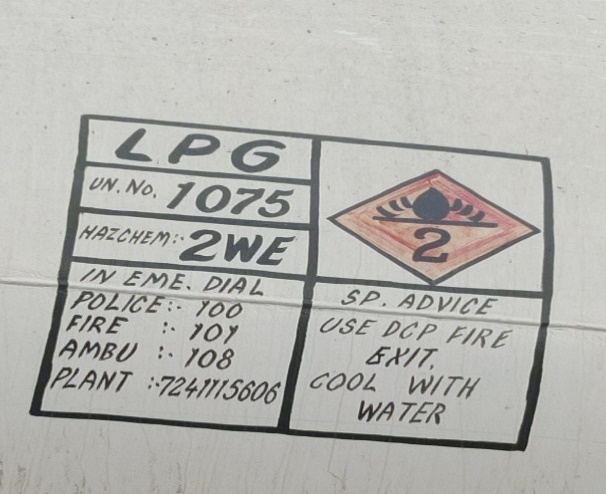 LPG
UN. No. 1075
HAZCHEM:- 2WE
IN EME. DIAL
POLICE:- 100
FIRE :- 101
AMBU :- 108
PLANT :-7241115606
2
SP. ADVICE
USE DCP FIRE
EXIT.
COOL WITH
WATER